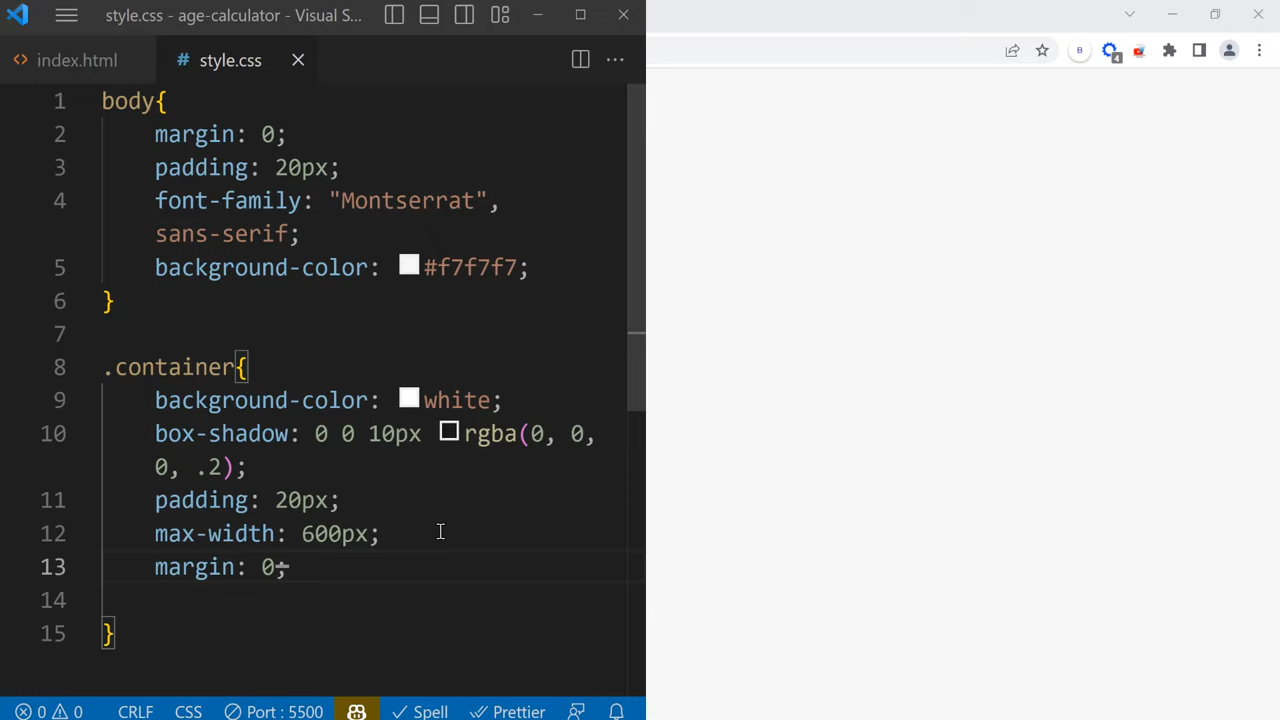 style.css - age-calculator - Visual S...
index.html
# style.css
1 body{
2 margin: 0;
3 padding: 20px;
4 font-family: "Montserrat",
sans-serif;
5 background-color: #f7f7f7;
6 }
7
8 .container{
9 background-color: white;
10 box-shadow: 0 0 10px rgba(0, 0,
0, .2);
11 padding: 20px;
12 max-width: 600px;
13 margin: 0;
14
15 }
0 0 CRLF CSS Port : 5500 Spell Prettier
B
4